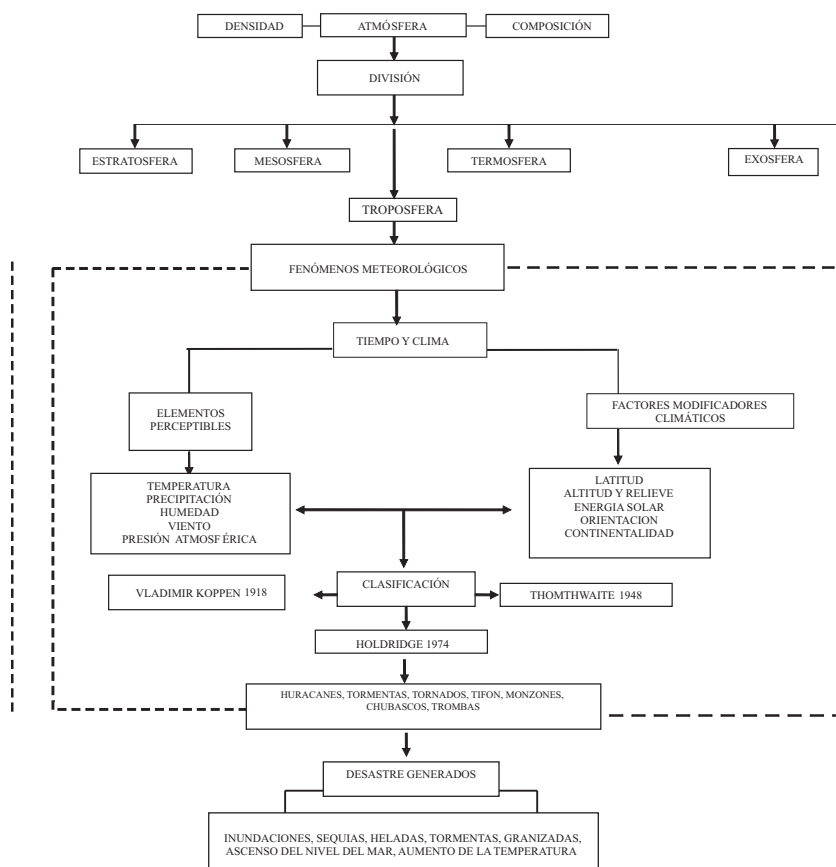 DENSIDAD
ATMÓSFERA
COMPOSICIÓN
DIVISIÓN
ESTRATOSFERA
MESOSFERA
TERMOSFERA
EXOSFERA
TROPOSFERA
FENÓMENOS METEOROLÓGICOS
TIEMPO Y CLIMA
ELEMENTOS
PERCEPTIBLES
FACTORES MODIFICADORES
CLIMÁTICOS
TEMPERATURA
PRECIPITACIÓN
HUMEDAD
VIENTO
PRESIÓN ATMOSFÉRICA
LATITUD
ALTITUD Y RELIEVE
ENERGIA SOLAR
ORIENTACION
CONTINENTALIDAD
CLASIFICACIÓN
VLADIMIR KOPPEN 1918
THOMTHWAITE 1948
HOLDRIDGE 1974
HURACANES, TORMENTAS, TORNADOS, TIFON, MONZONES,
CHUBASCOS, TROMBAS
DESASTRE GENERADOS
INUNDACIONES, SEQUIAS, HELADAS, TORMENTAS, GRANIZADAS,
ASCENSO DEL NIVEL DEL MAR, AUMENTO DE LA TEMPERATURA